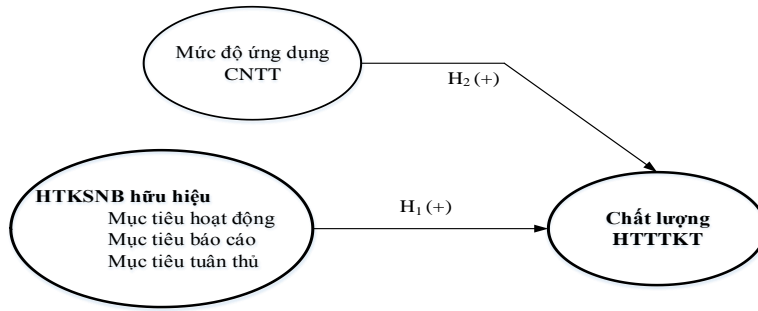 Mức độ ứng dụng
CNTT
H₂ (+)
HTKSNB hữu hiệu
Mục tiêu hoạt động
Mục tiêu báo cáo
Mục tiêu tuân thủ
H₁ (+)
Chất lượng
HTTTKT